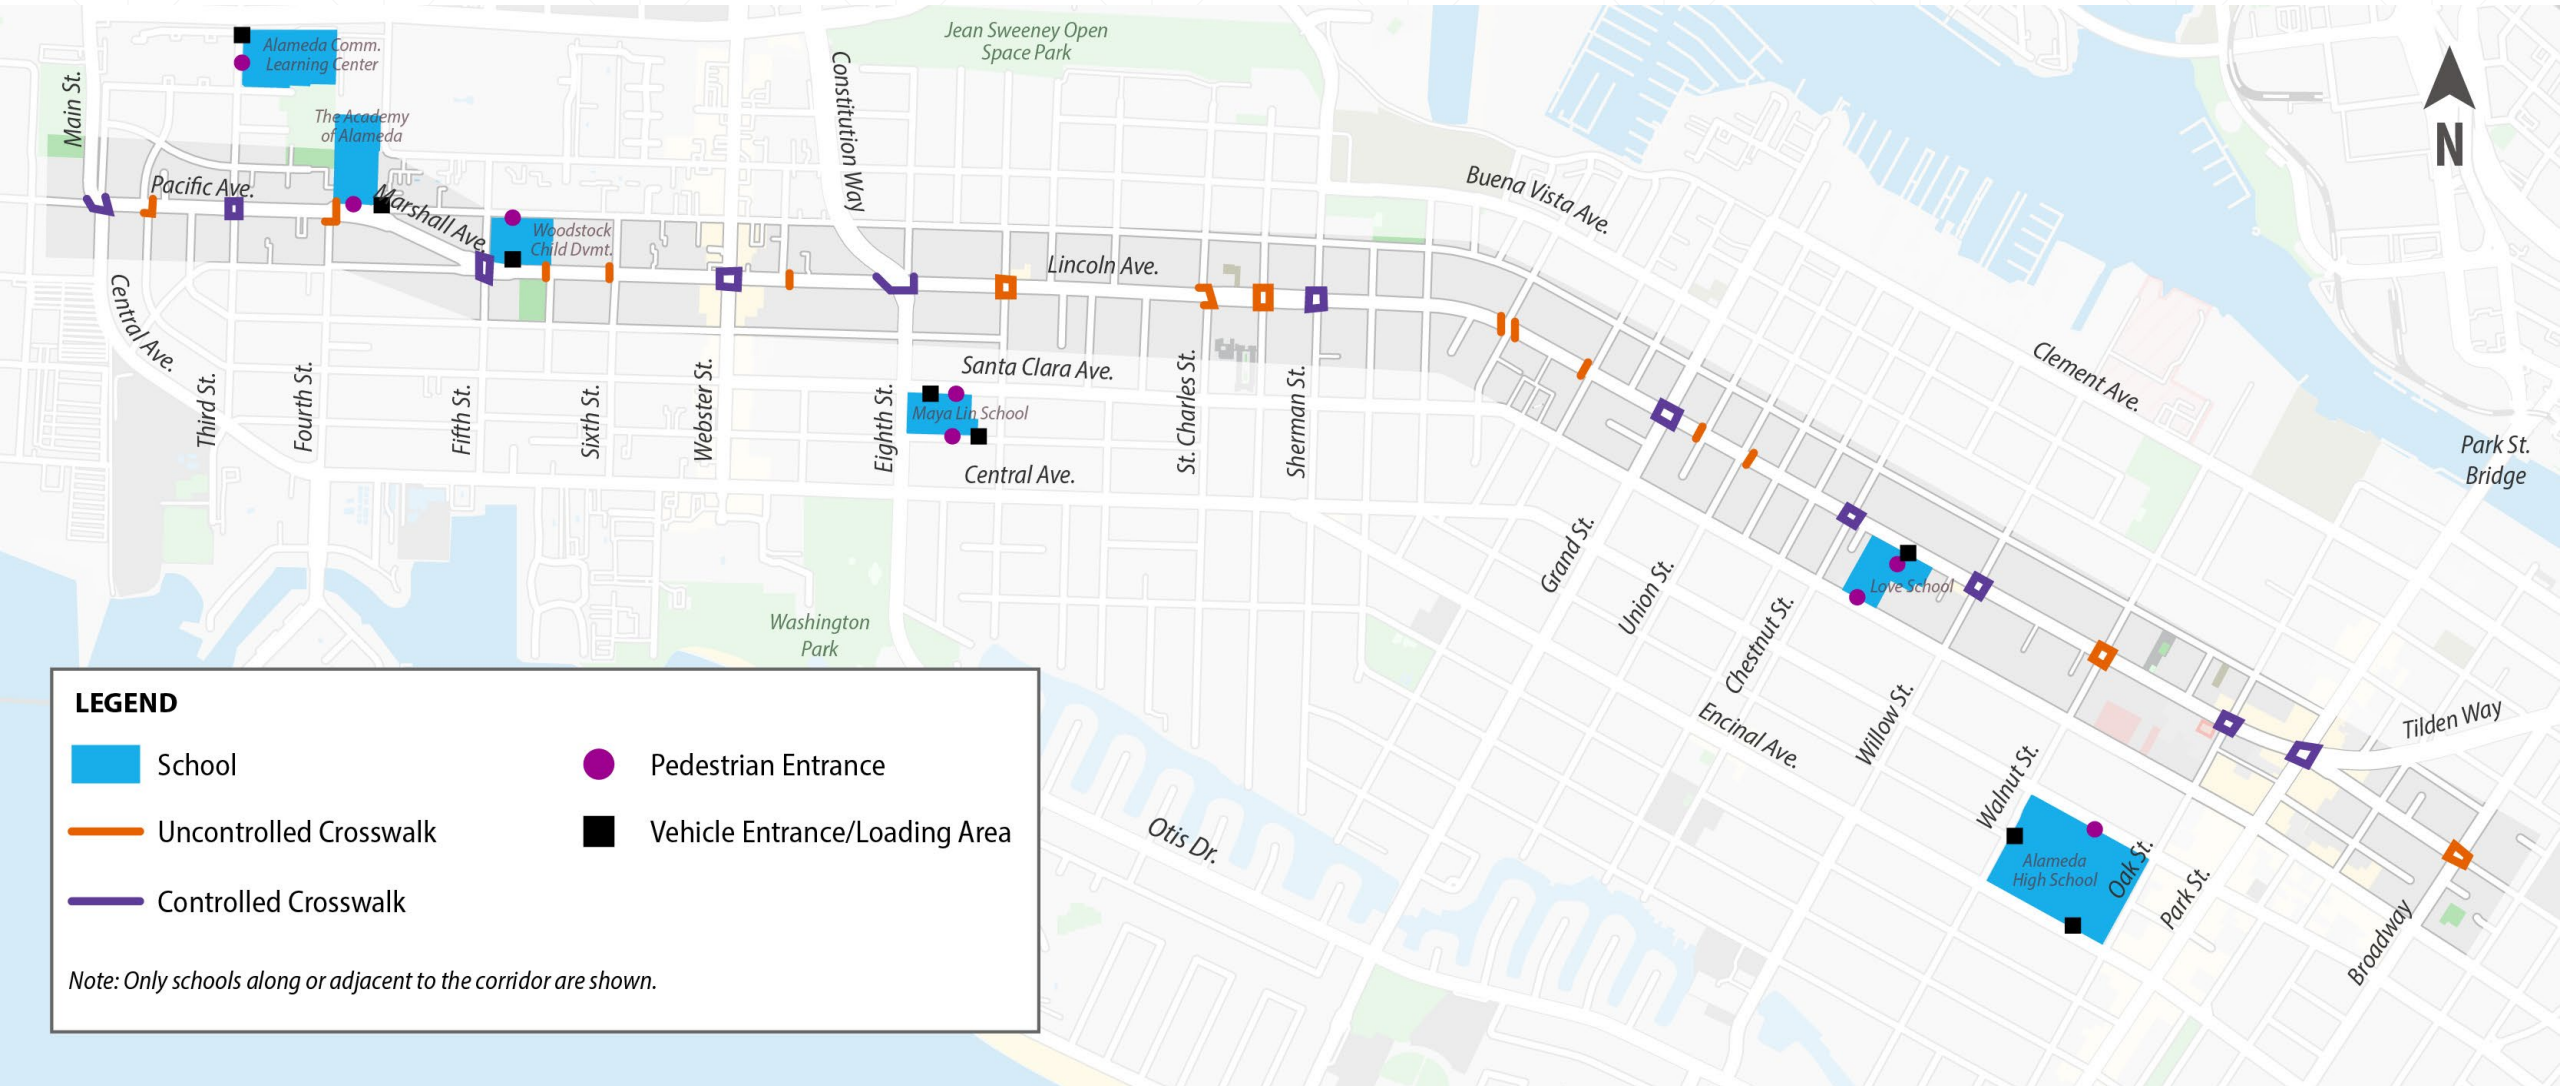 Jean Sweeney Open
Space Park
Alameda Comm.
Learning Center
Main St.
Constitution Way
The Academy
of Alameda
N
Pacific Ave.
Marshall Ave.
Buena Vista Ave.
Woodstock
Child Dvmt.
Lincoln Ave.
Central Ave.
Third St.
Fourth St.
Fifth St.
Sixth St.
Webster St.
Eighth St.
Santa Clara Ave.
Maya Lin School
Central Ave.
St. Charles St.
Sherman St.
Clement Ave.
Park St.
Bridge
Grand St.
Union St.
Chestnut St.
Love School
Washington
Park
Encinal Ave.
Willow St.
Walnut St.
Tilden Way
Alameda
High School
Oak St.
Park St.
Broadway
Otis Dr.
LEGEND
School
Pedestrian Entrance
Uncontrolled Crosswalk
Vehicle Entrance/Loading Area
Controlled Crosswalk
Note: Only schools along or adjacent to the corridor are shown.